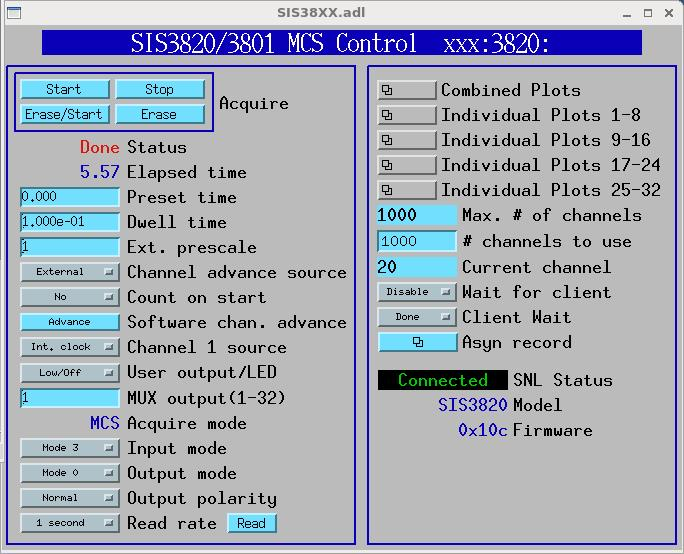 SIS38XX.adl
SIS3820/3801 MCS Control xxx:3820:
Start Stop
Erase/Start Erase
Acquire
Done Status
5.57 Elapsed time
0.000 Preset time
1.000e-01 Dwell time
1 Ext. prescale
External Channel advance source
No Count on start
Advance Software chan. advance
Int. clock Channel 1 source
Low/Off User output/LED
1 MUX output(1-32)
MCS Acquire mode
Mode 3 Input mode
Mode 0 Output mode
Normal Output polarity
1 second Read rate Read
Combined Plots
Individual Plots 1-8
Individual Plots 9-16
Individual Plots 17-24
Individual Plots 25-32
1000 Max. # of channels
1000 # channels to use
20 Current channel
Disable Wait for client
Done Client Wait
Asyn record
Connected SNL Status
SIS3820 Model
0x10c Firmware